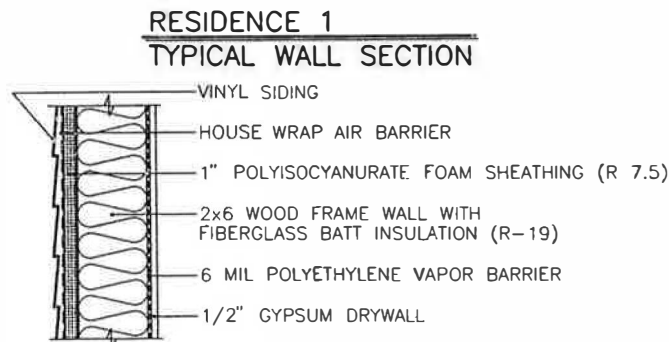 RESIDENCE 1
TYPICAL WALL SECTION
VINYL SIDING
HOUSE WRAP AIR BARRIER
1" POLYISOCYANURATE FOAM SHEATHING (R 7.5)
2x6 WOOD FRAME WALL WITH
FIBERGLASS BATT INSULATION (R-19)
6 MIL POLYETHYLENE VAPOR BARRIER
1/2" GYPSUM DRYWALL